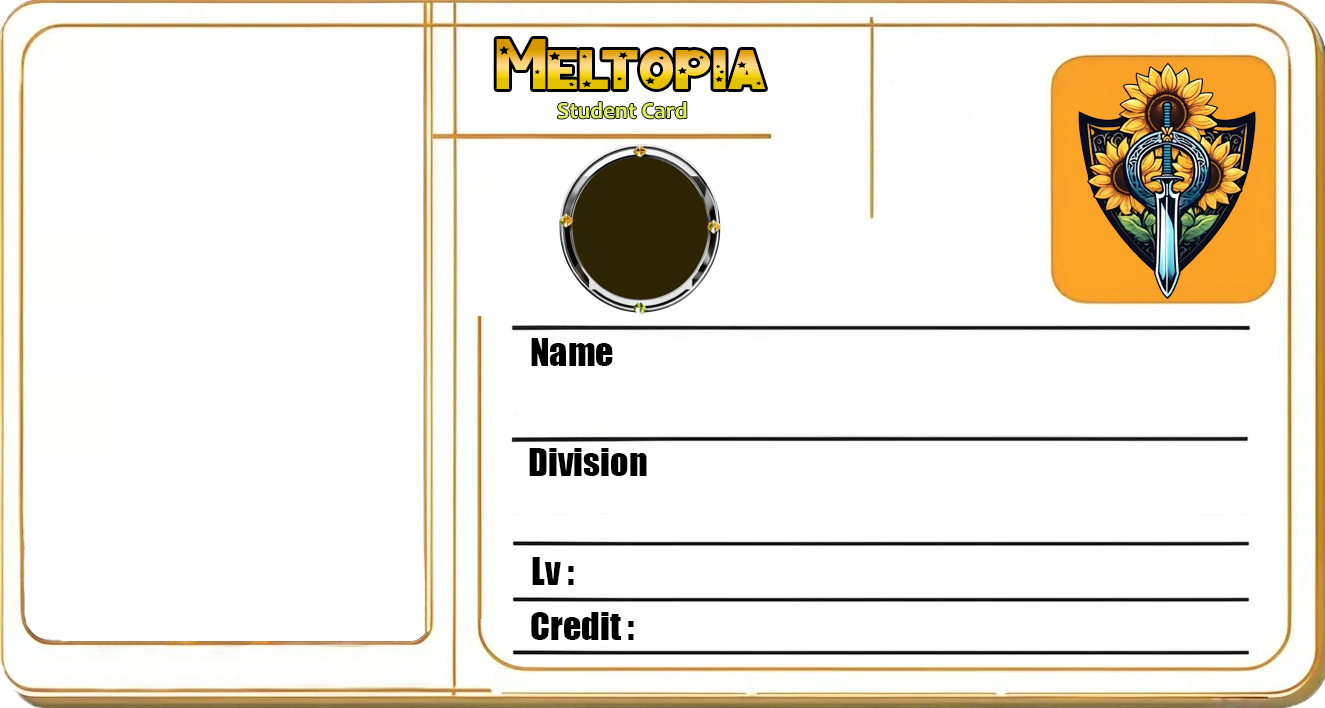 MELTOPIA
Student Card
Name
Division
Lv :
Credit :